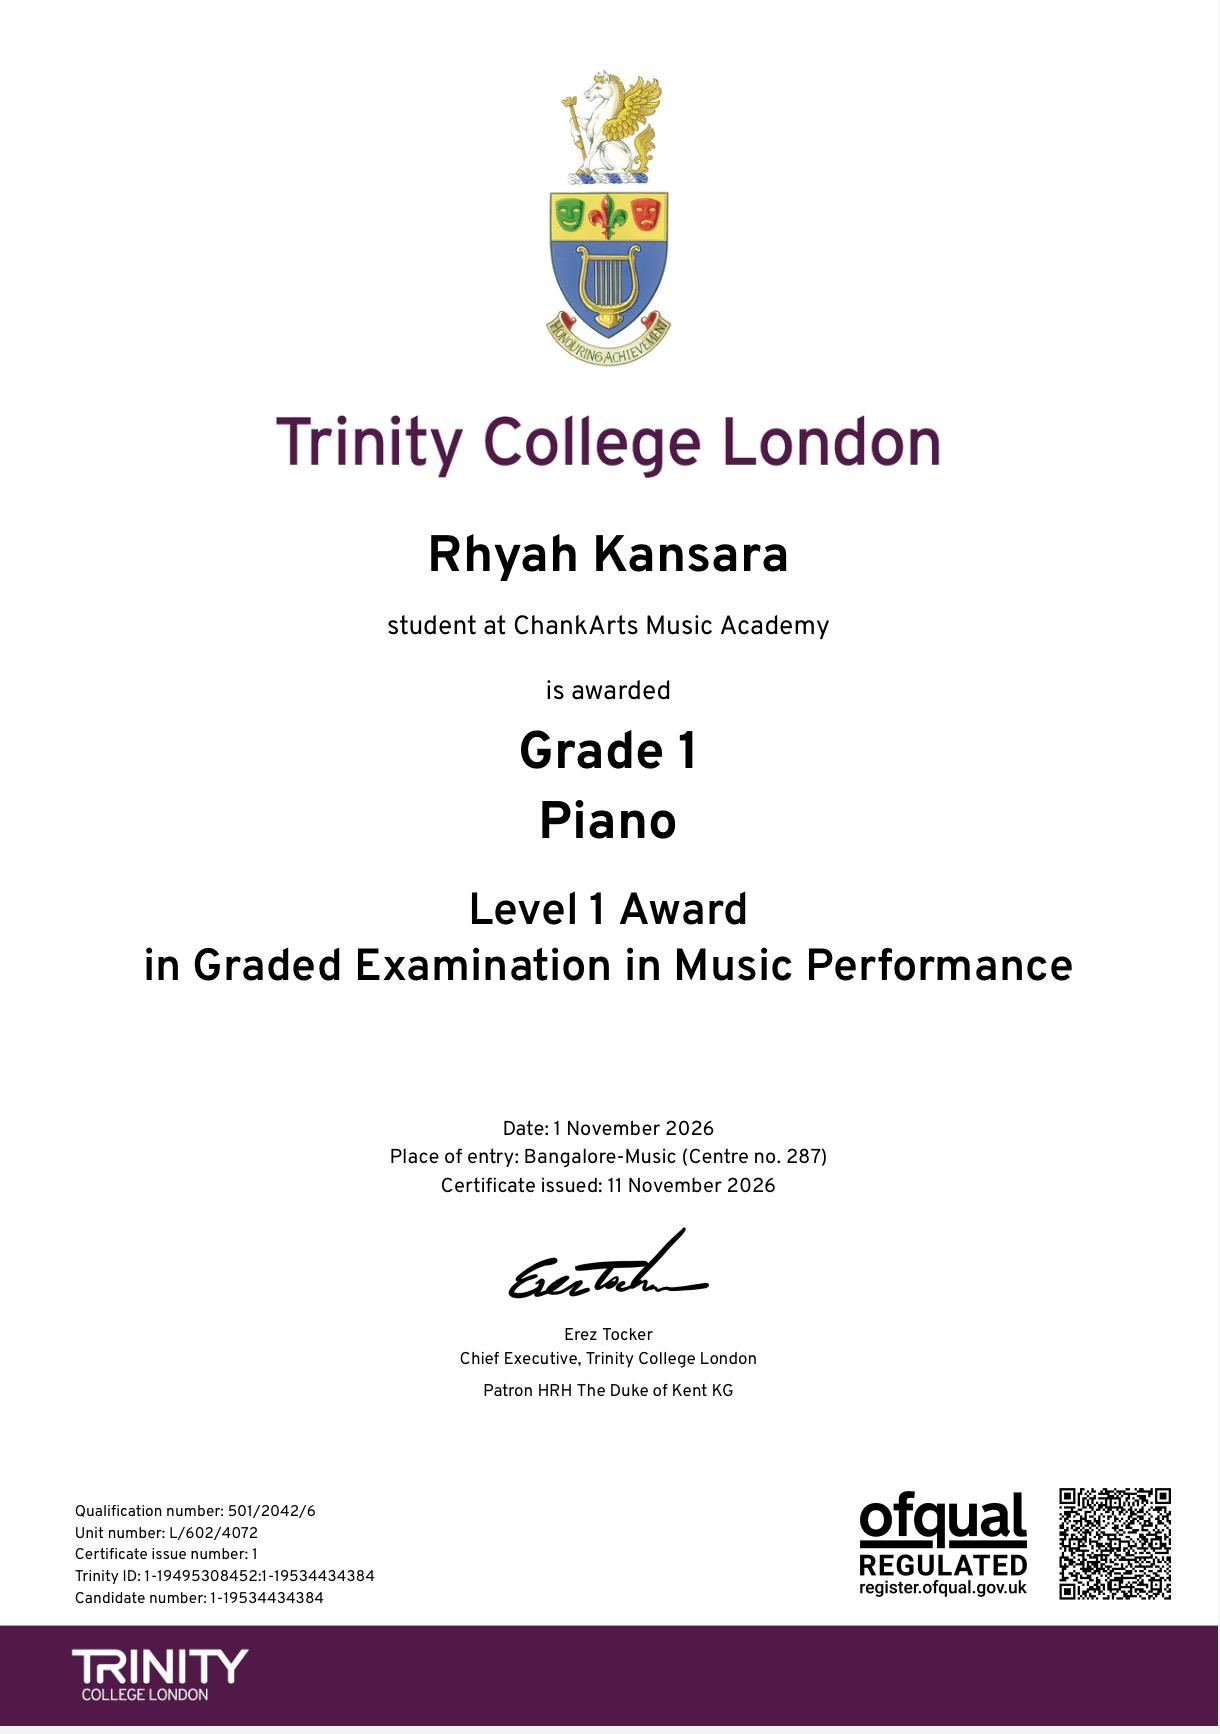 HONOURING ACHIEVEMENT
Trinity College London
Rhyah Kansara
student at ChankArts Music Academy
is awarded
Grade 1
Piano
Level 1 Award
in Graded Examination in Music Performance
Date: 1 November 2026
Place of entry: Bangalore-Music (Centre no. 287)
Certificate issued: 11 November 2026
Erez Tocker
Erez Tocker
Chief Executive, Trinity College London
Patron HRH The Duke of Kent KG
Qualification number: 501/2042/6
Unit number: L/602/4072
Certificate issue number: 1
Trinity ID: 1-19495308452:1-19534434384
Candidate number: 1-19534434384
ofqual
REGULATED
register.ofqual.gov.uk
TRINITY
COLLEGE LONDON